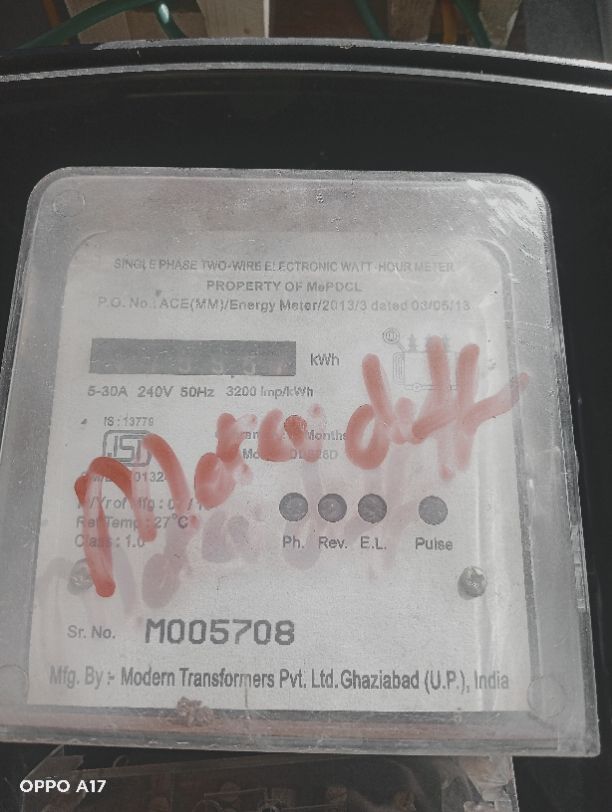 SINGLE PHASE TWO-WIRE ELECTRONIC WATT-HOUR METER
PROPERTY OF MePDCL
P.O. No.: ACE(MM)/Energy Meter/2013/3 dated 03/05/13
kWh
5-30A 240V 50Hz 3200 Imp/kWh
IS : 13779
ISI
Months
Ref Temp : 27°C
Class : 1.0
Ph. Rev. E.L. Pulse
Sr. No. M005708
Mfg. By :- Modern Transformers Pvt. Ltd. Ghaziabad (U.P.), India
OPPO A17